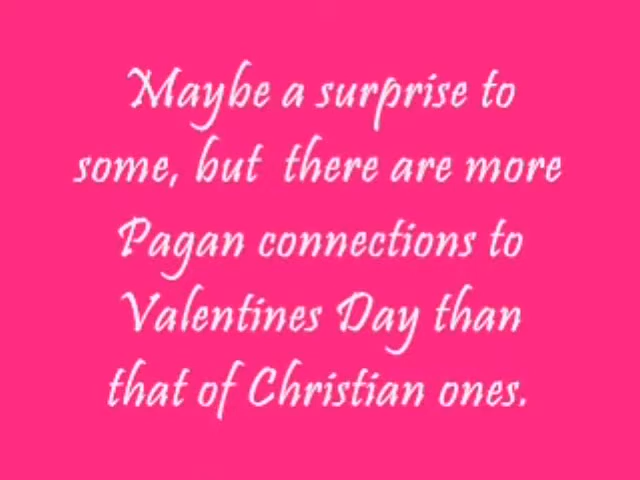 Maybe a surprise to
some, but there are more
Pagan connections to
Valentines Day than
that of Christian ones.